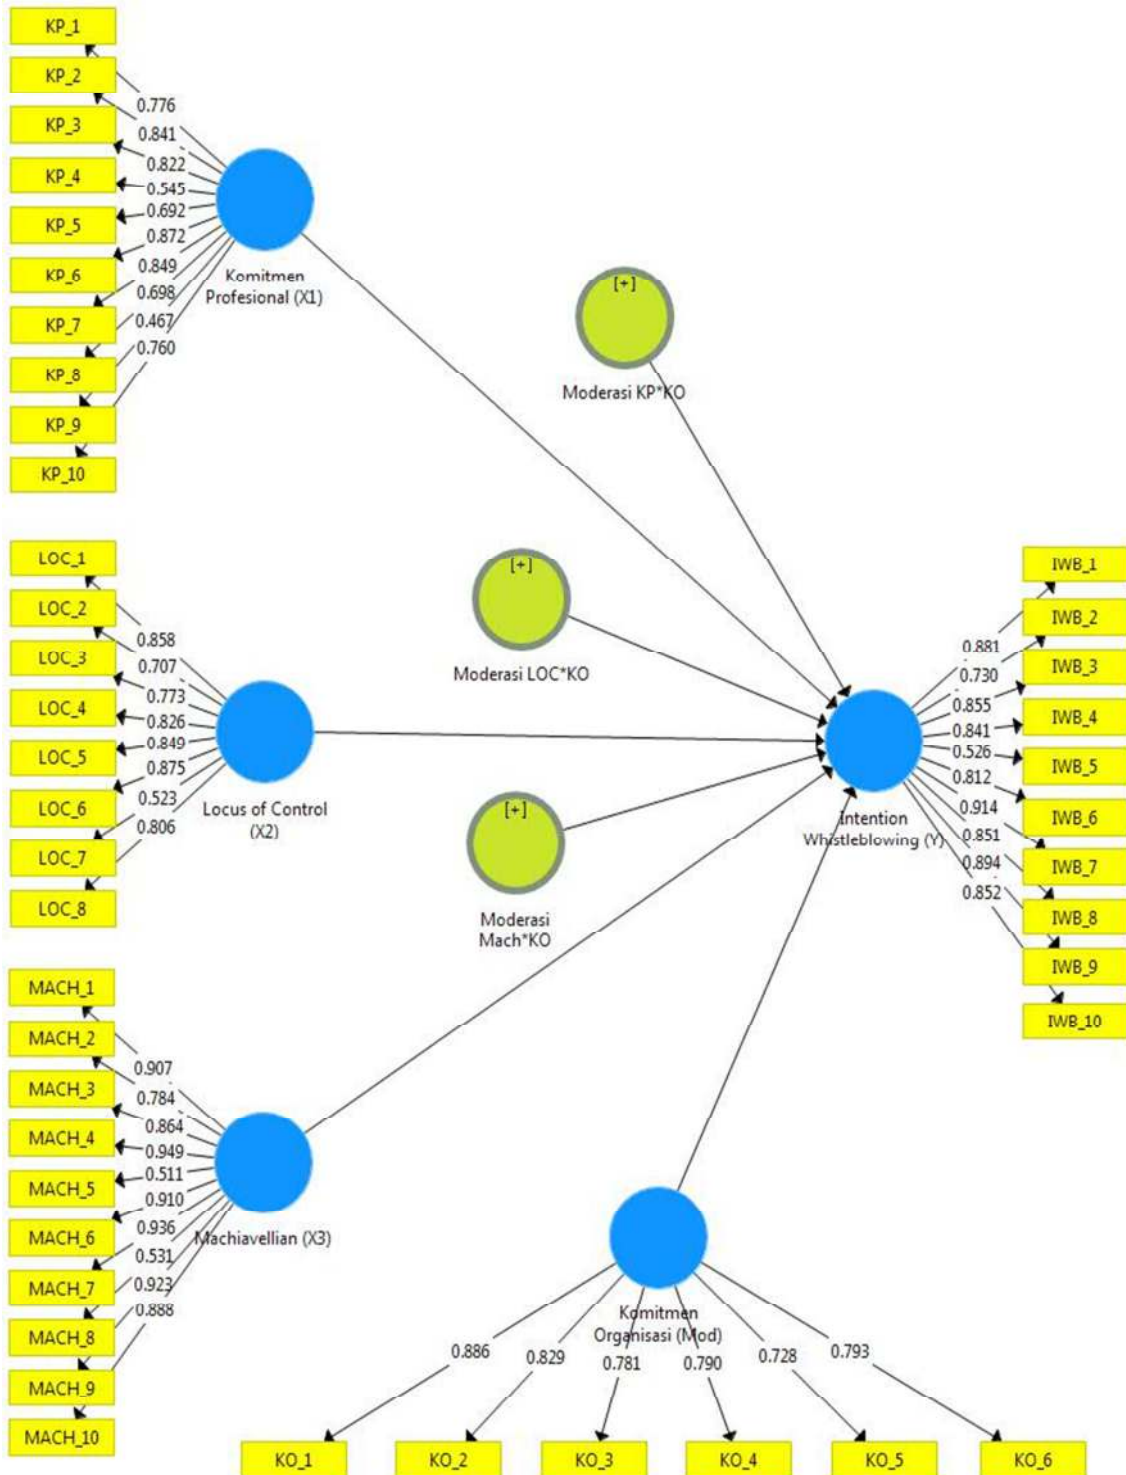 KP_1
KP_2
KP_3
KP_4
KP_5
KP_6
KP_7
KP_8
KP_9
KP_10
0.776
0.841
0.822
0.545
0.692
0.872
0.849
0.698
0.467
0.760
Komitmen
Profesional (X1)
[+]
Moderasi KP*KO
LOC_1
LOC_2
LOC_3
LOC_4
LOC_5
LOC_6
LOC_7
LOC_8
0.858
0.707
0.773
0.826
0.849
0.875
0.523
0.806
Locus of Control
(X2)
[+]
Moderasi LOC*KO
[+]
Moderasi
Mach*KO
Intention
Whistleblowing (Y)
0.881
0.730
0.855
0.841
0.526
0.812
0.914
0.851
0.894
0.852
IWB_1
IWB_2
IWB_3
IWB_4
IWB_5
IWB_6
IWB_7
IWB_8
IWB_9
IWB_10
MACH_1
MACH_2
MACH_3
MACH_4
MACH_5
MACH_6
MACH_7
MACH_8
MACH_9
MACH_10
0.907
0.784
0.864
0.949
0.511
0.910
0.936
0.531
0.923
0.888
Machiavellian (X3)
Komitmen
Organisasi (Mod)
0.886
0.829
0.781
0.790
0.728
0.793
KO_1
KO_2
KO_3
KO_4
KO_5
KO_6